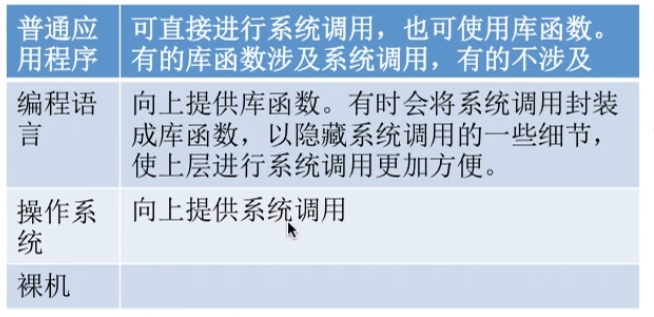 普通应
用程序
可直接进行系统调用，也可使用库函数。
有的库函数涉及系统调用，有的不涉及
编程语
言
向上提供库函数。有时会将系统调用封装
成库函数，以隐藏系统调用的一些细节，
使上层进行系统调用更加方便。
操作系
统
向上提供系统调用
裸机